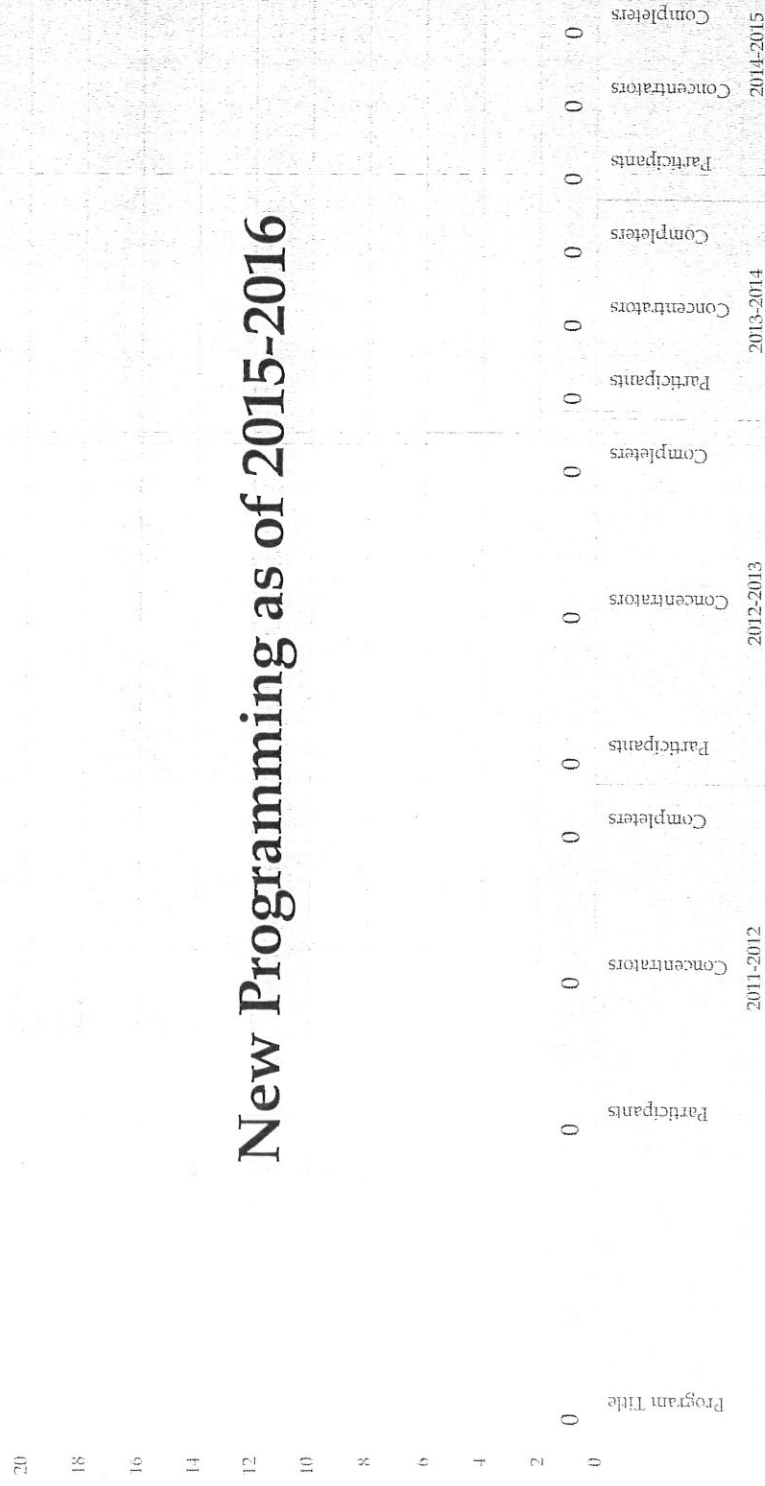 20
18
16
14
12
10
8
6
4
2
0
New Programming as of 2015-2016
0 0 0 0 0 0 0 0 0 0 0 0 0
Program Title
Participants
Concentrators
Completers
Participants
Concentrators
Completers
Participants
Concentrators
Completers
Participants
Concentrators
Completers
2011-2012
2012-2013
2013-2014
2014-2015